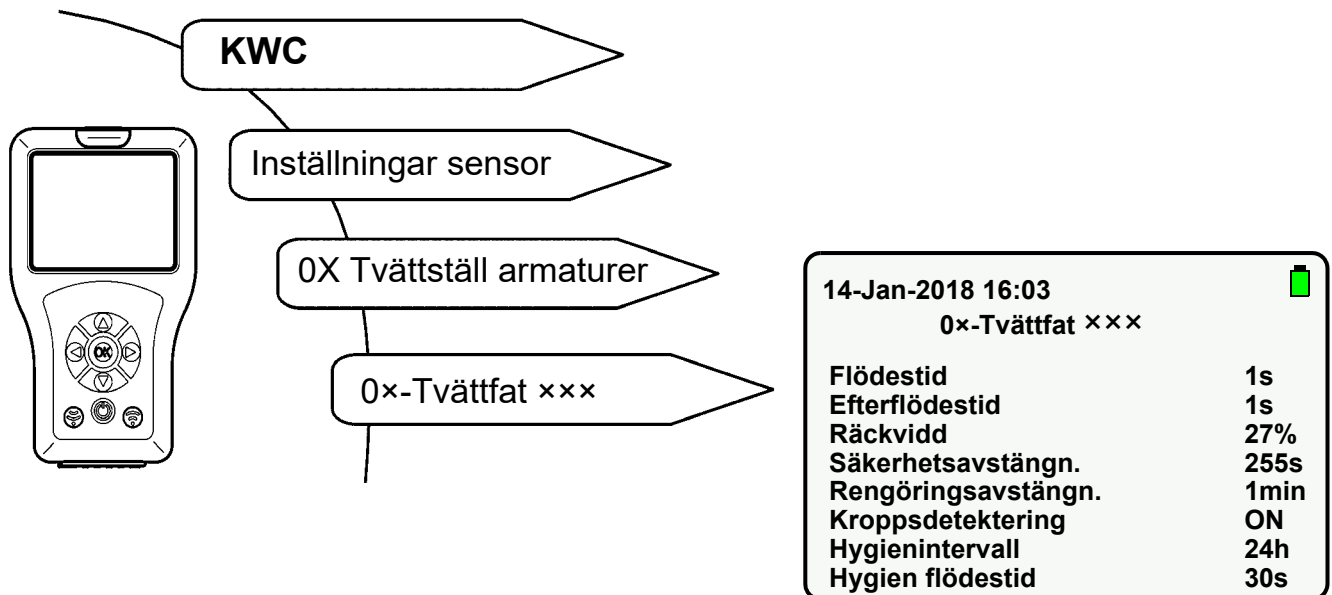 KWC
Inställningar sensor
0X Tvättställ armaturer
0×-Tvättfat ×××
OK
14-Jan-2018 16:03
0×-Tvättfat ×××
Flödestid 1s
Efterflödestid 1s
Räckvidd 27%
Säkerhetsavstängn. 255s
Rengöringsavstängn. 1min
Kroppsdetektering ON
Hygienintervall 24h
Hygien flödestid 30s